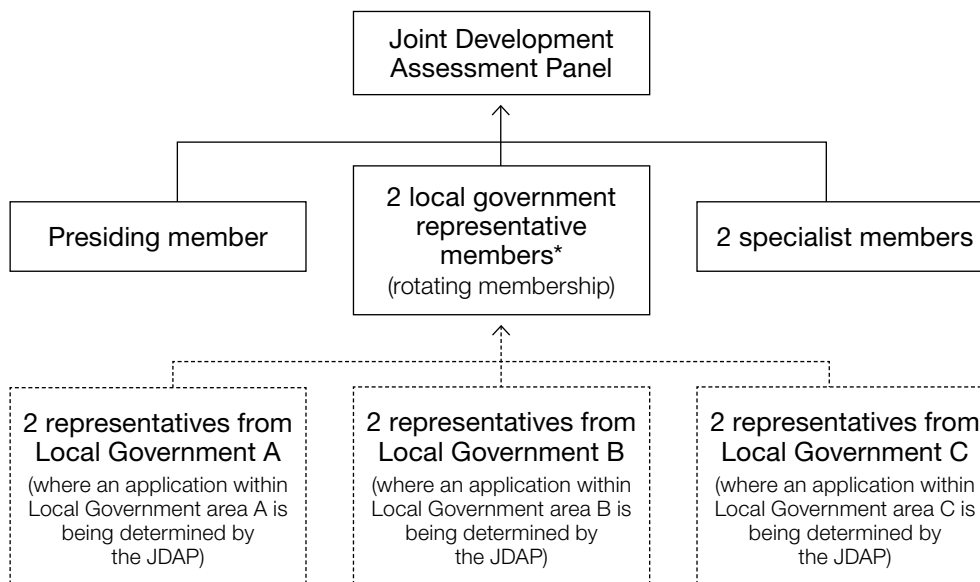 Joint Development
Assessment Panel
Presiding member
2 local government
representative
members*
(rotating membership)
2 specialist members
2 representatives from
Local Government A
(where an application within
Local Government area A is
being determined by
the JDAP)
2 representatives from
Local Government B
(where an application within
Local Government area B is
being determined by
the JDAP)
2 representatives from
Local Government C
(where an application within
Local Government area C is
being determined by
the JDAP)